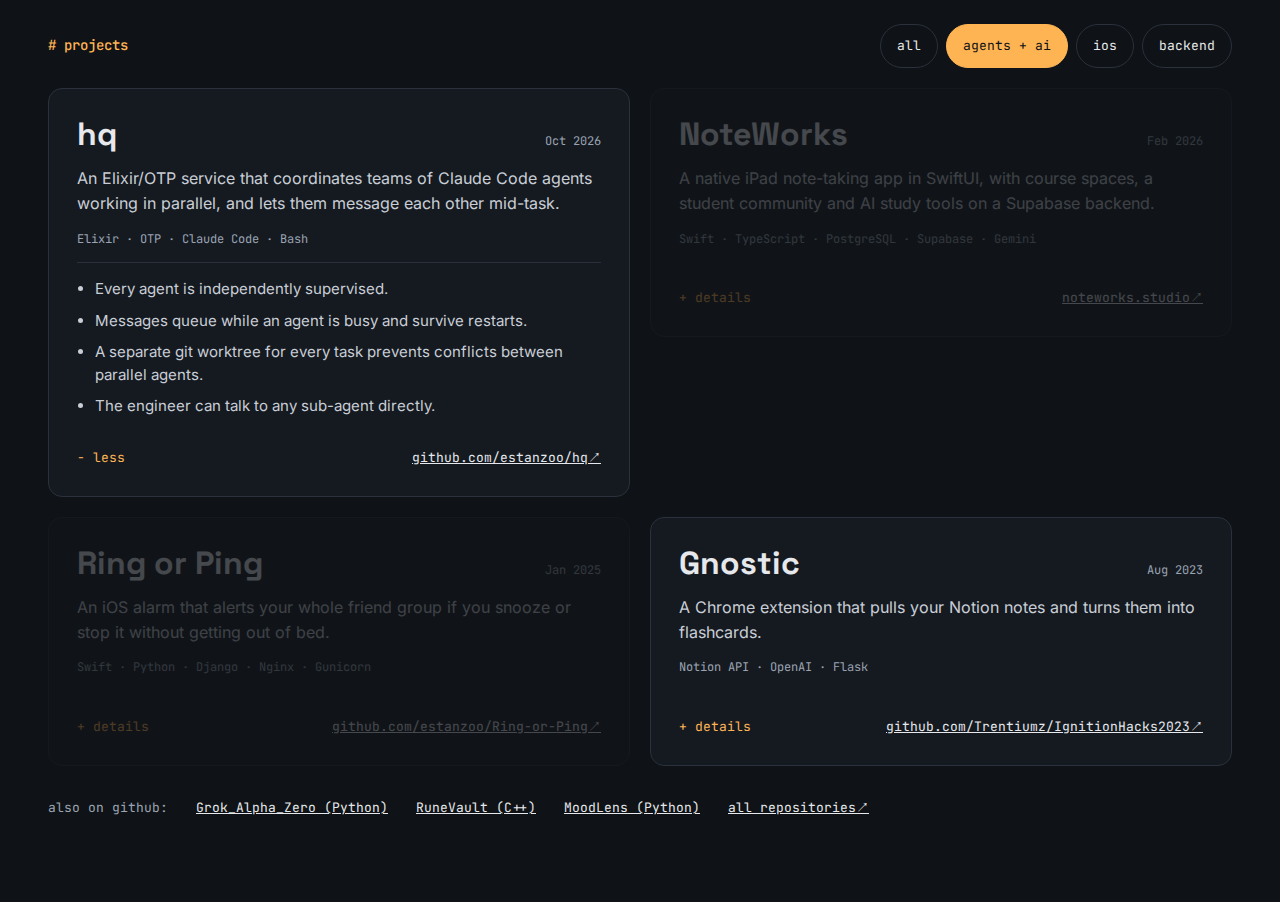 # projects
all
agents + ai
ios
backend
hq
Oct 2026
An Elixir/OTP service that coordinates teams of Claude Code agents
working in parallel, and lets them message each other mid-task.
Elixir · OTP · Claude Code · Bash
• Every agent is independently supervised.
• Messages queue while an agent is busy and survive restarts.
• A separate git worktree for every task prevents conflicts between
parallel agents.
• The engineer can talk to any sub-agent directly.
- less
github.com/estanzoo/hq↗
NoteWorks
Feb 2026
A native iPad note-taking app in SwiftUI, with course spaces, a
student community and AI study tools on a Supabase backend.
Swift · TypeScript · PostgreSQL · Supabase · Gemini
+ details
noteworks.studio↗
Ring or Ping
Jan 2025
An iOS alarm that alerts your whole friend group if you snooze or
stop it without getting out of bed.
Swift · Python · Django · Nginx · Gunicorn
+ details
github.com/estanzoo/Ring-or-Ping↗
Gnostic
Aug 2023
A Chrome extension that pulls your Notion notes and turns them into
flashcards.
Notion API · OpenAI · Flask
+ details
github.com/Trentiumz/IgnitionHacks2023↗
also on github:
Grok_Alpha_Zero (Python)
RuneVault (C++)
MoodLens (Python)
all repositories↗